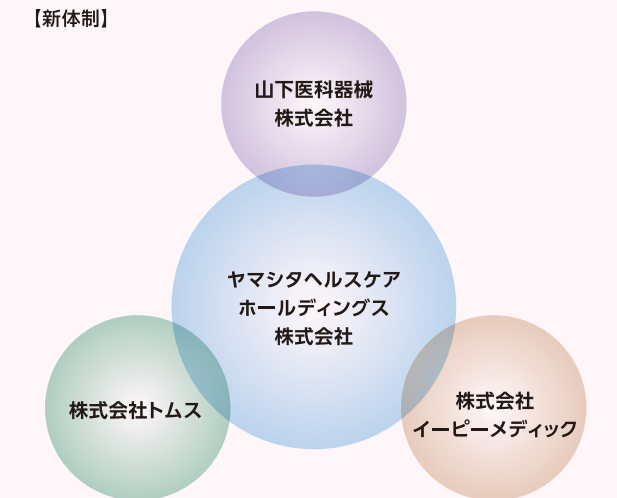 【新体制】
山下医科器械
株式会社
ヤマシタヘルスケア
ホールディングス
株式会社
株式会社トムス
株式会社
イーピーメディック